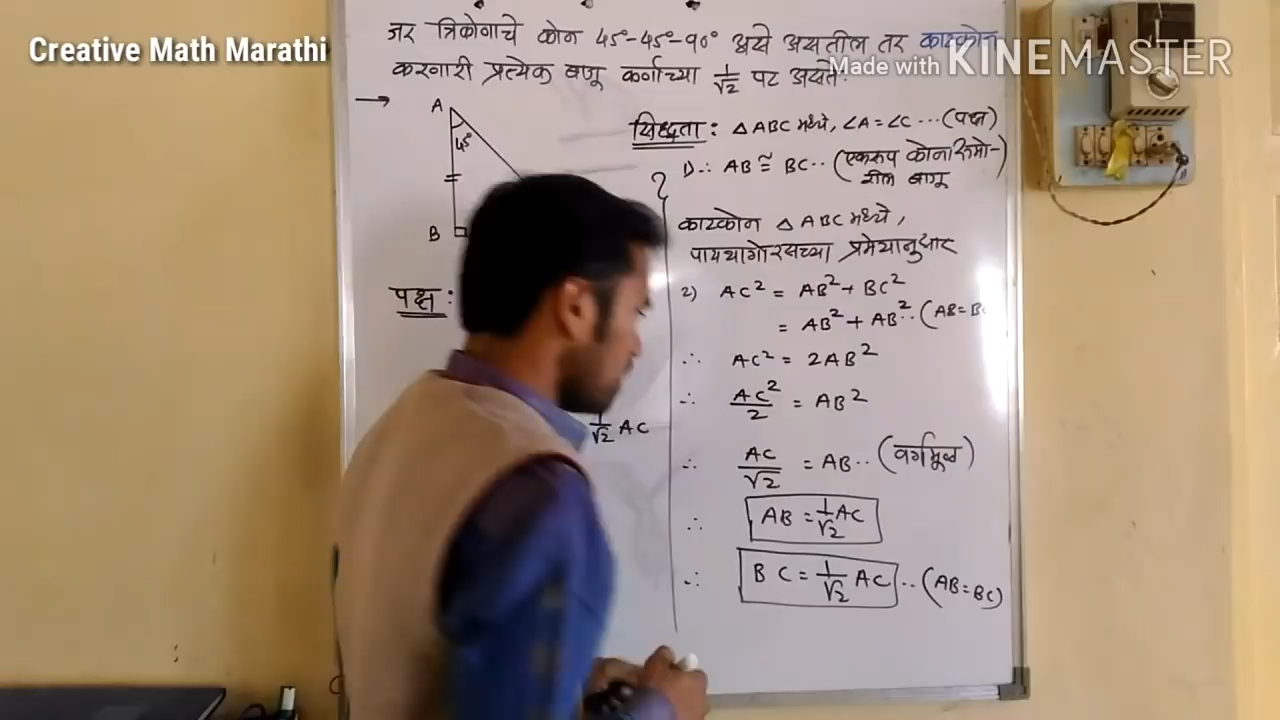 Creative Math Marathi
Made with KINEMASTER
जर त्रिकोणाचे कोन 45°-45°-90° असे असतील तर काटकोन
करणारी प्रत्येक बाजू कर्णाच्या 1/√2 पट असते.
→
A
45°
B
पक्ष :
1/√2 AC
सिद्धता : △ABC मध्ये, ∠A = ∠C ... (पक्ष)
1) ∴ AB ≅ BC .. (एकरूप कोनासमो-
रील बाजू)
काटकोन △ABC मध्ये,
पायथागोरसच्या प्रमेयानुसार
2) AC² = AB² + BC²
= AB² + AB² .. (AB = BC
∴ AC² = 2AB²
∴ AC²/2 = AB²
∴ AC/√2 = AB .. (वर्गमूळ)
∴ AB = 1/√2 AC
∴ BC = 1/√2 AC .. (AB = BC)